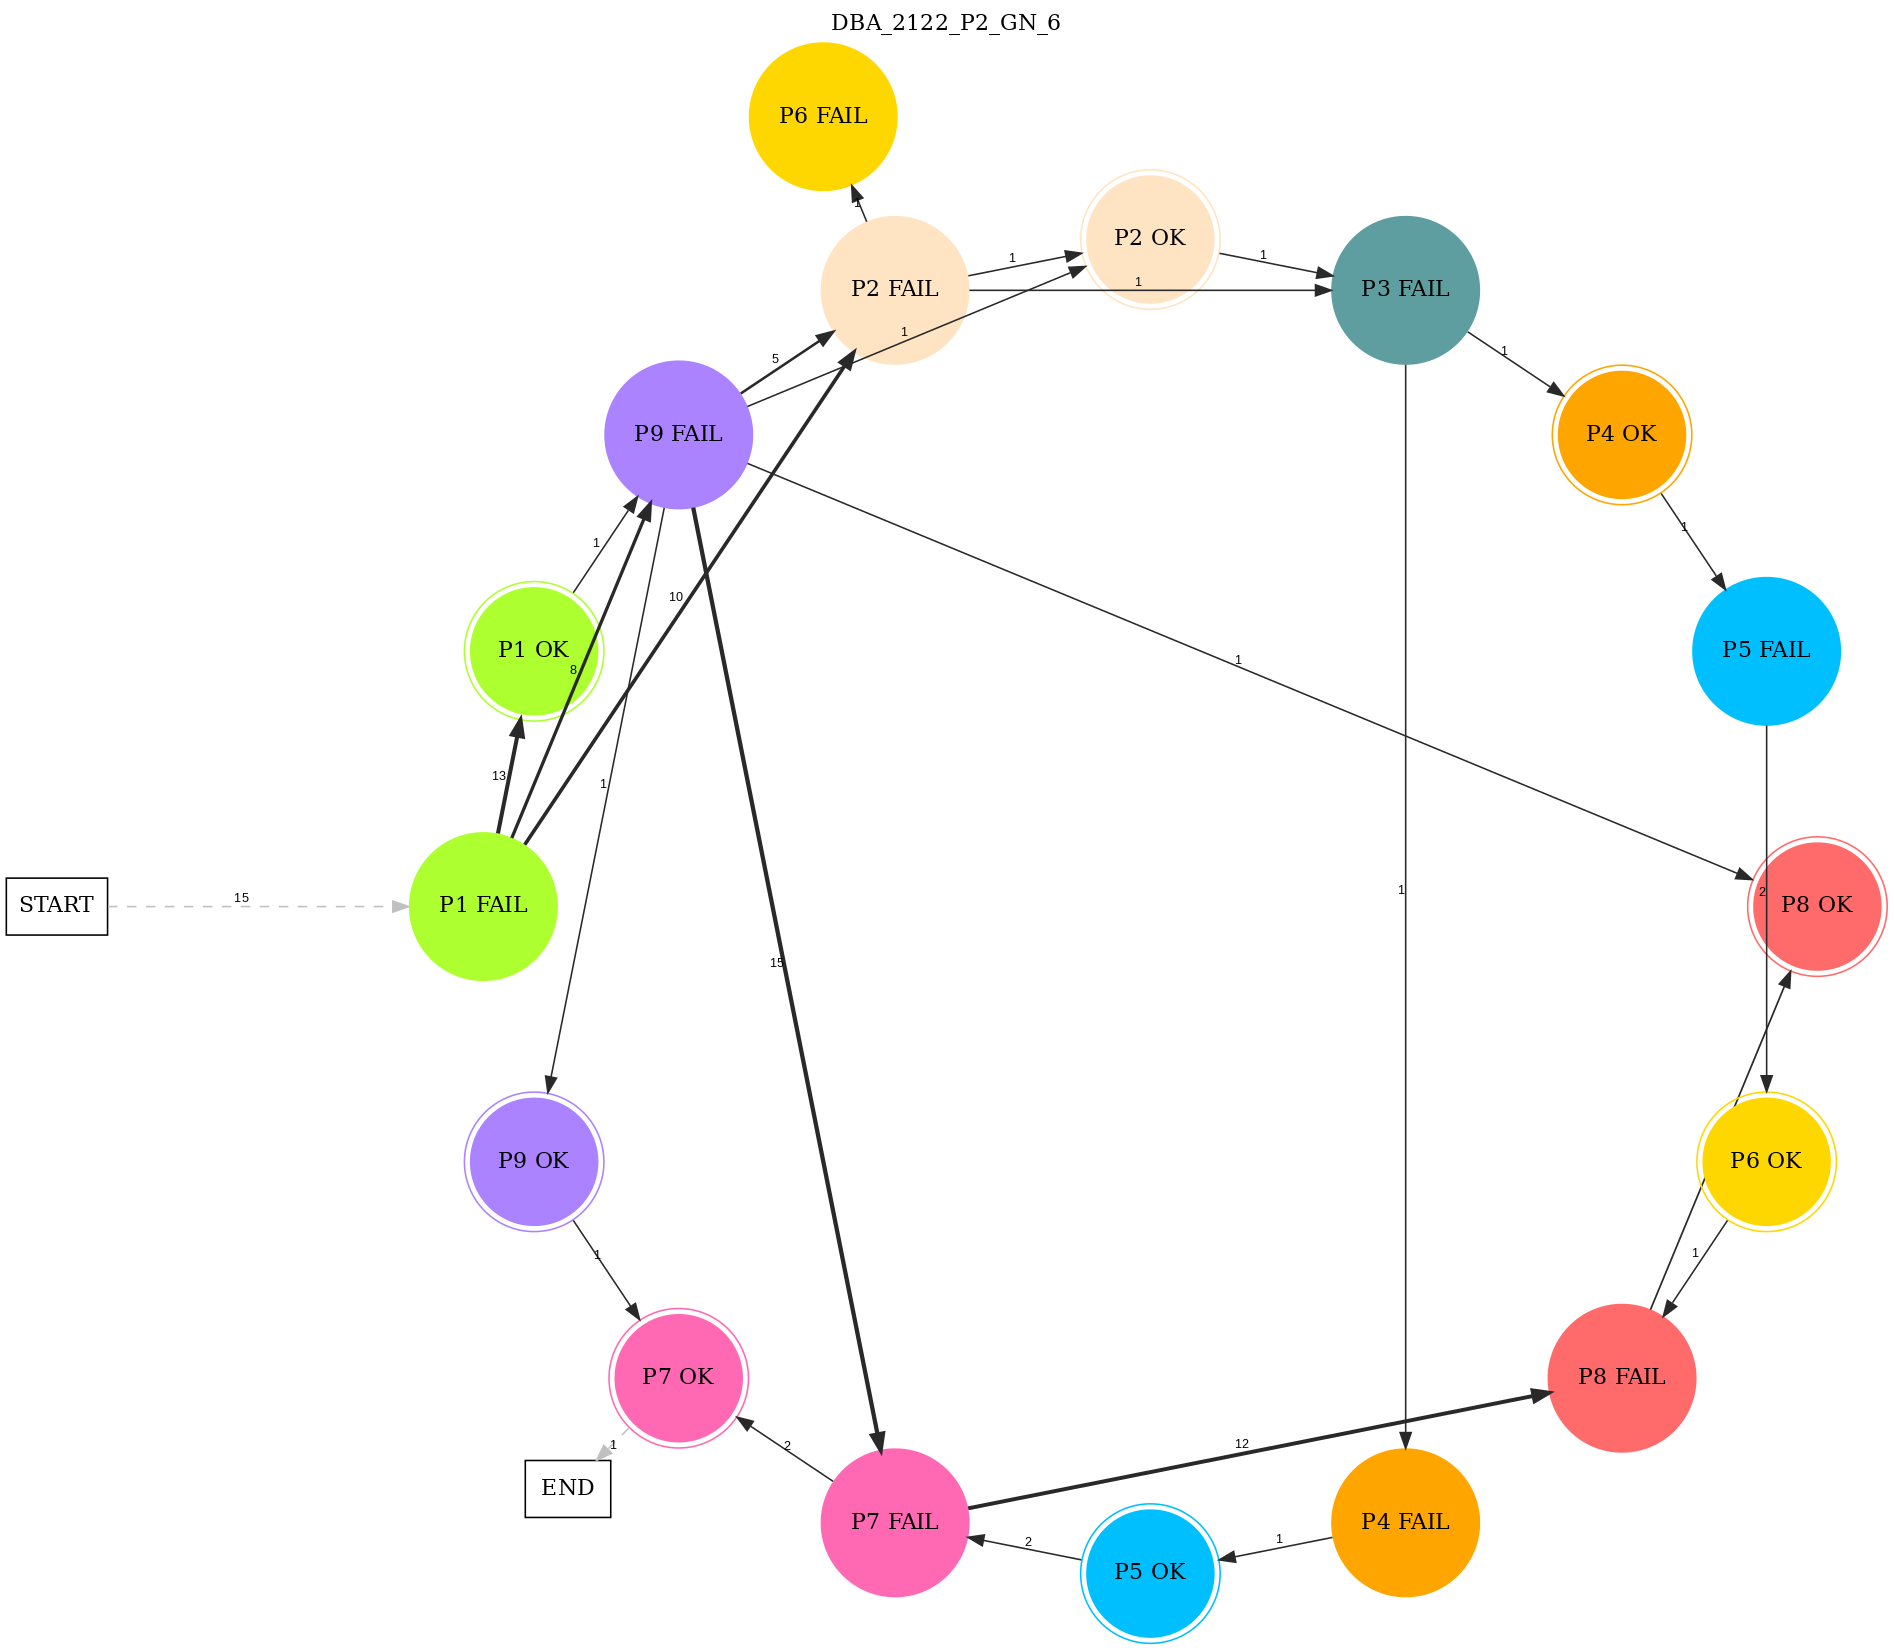 DBA_2122_P2_GN_6
P6 FAIL
1
P2 OK
1
1
P2 FAIL
1
P3 FAIL
1
5
1
P9 FAIL
P4 OK
1
1
10
P1 OK
P5 FAIL
1
8
13
1
1
2
15
START
P1 FAIL
P8 OK
15
P9 OK
P6 OK
1
1
P7 OK
P8 FAIL
1
2
12
END
P7 FAIL
P4 FAIL
2
1
P5 OK